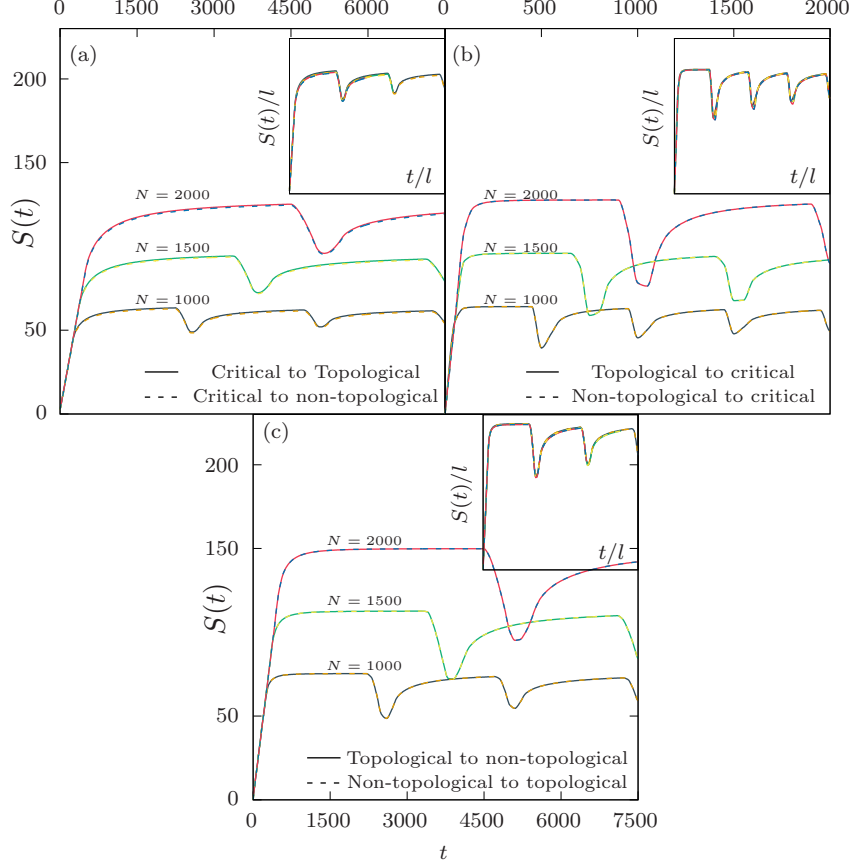 0 1500 3000 4500 6000 0 500 1000 1500 2000
(a) (b)
200
S(t)/l S(t)/l
150
t/l t/l
N = 2000 N = 2000
S(t)
N = 1500 N = 1500
N = 1000 N = 1000
50
Critical to Topological Topological to critical
Critical to non-topological Non-topological to critical
0
(c)
200
S(t)/l
150
N = 2000 t/l
S(t)
N = 1500
N = 1000
50
Topological to non-topological
Non-topological to topological
0
0 1500 3000 4500 6000 7500
t